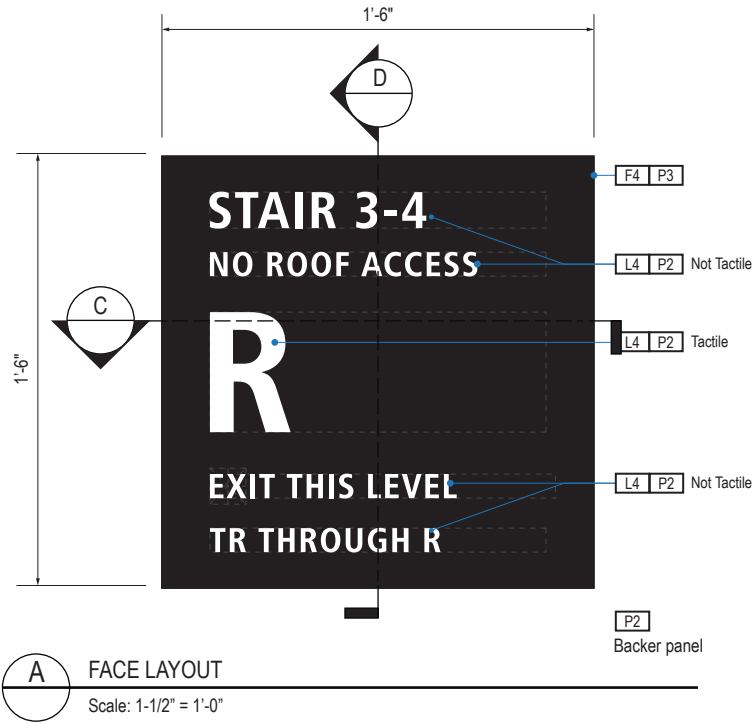 1'-6"
D
F4 P3
STAIR 3-4
NO ROOF ACCESS
L4 P2 Not Tactile
C
1'-6"
R
L4 P2 Tactile
EXIT THIS LEVEL
L4 P2 Not Tactile
TR THROUGH R
P2
Backer panel
A FACE LAYOUT
Scale: 1-1/2” = 1’-0”